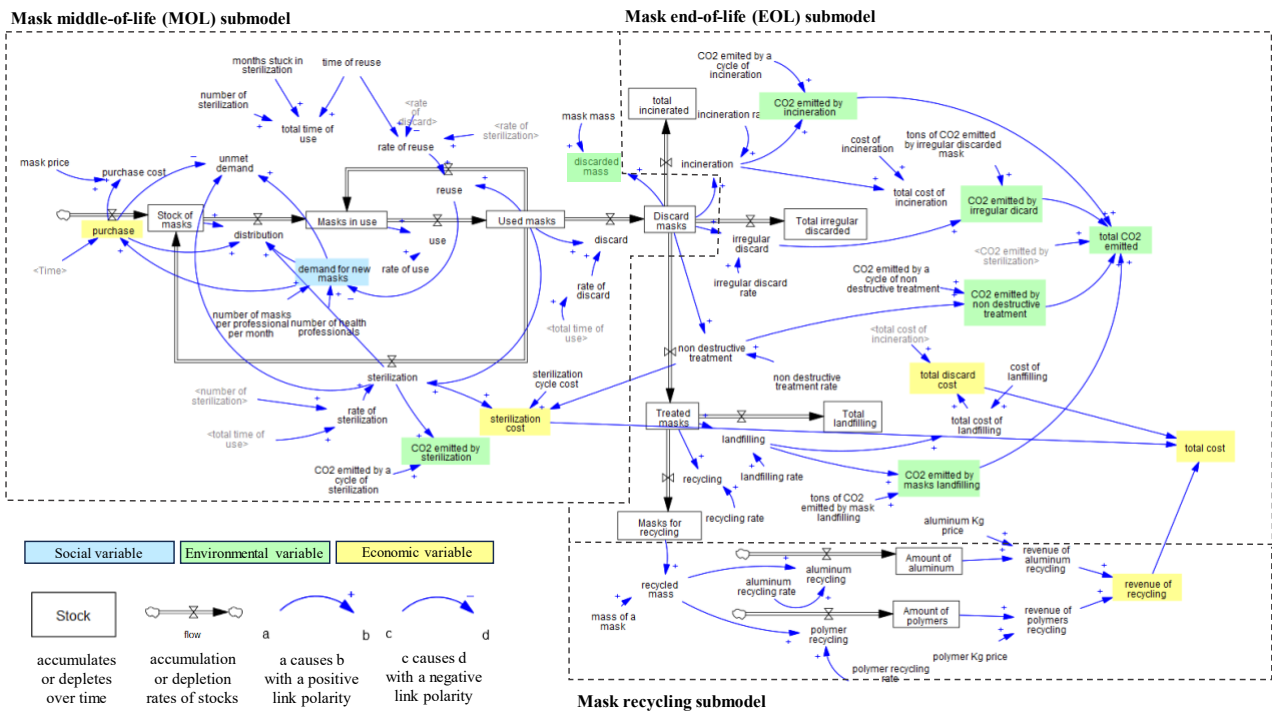 Mask middle-of-life (MOL) submodel
Mask end-of-life (EOL) submodel
months stuck in
sterilization
time of reuse
number of
sterilization
total time of
use
<rate
of
discard>
<rate of
sterilization>
rate of reuse
mask price
purchase cost
unmet
demand
reuse
purchase
Stock of
masks
distribution
Masks in use
use
Used masks
rate of use
<Time>
demand for new
masks
number of masks
per professional
per month
number of health
professionals
discard
rate of
discard
<total time of
use>
sterilization
<number of
sterilization>
rate of
sterilization
<total time of
use>
CO2 emitted by
sterilization
CO2 emitted by a
cycle of
sterilization
sterilization
cycle cost
sterilization
cost
mask mass
discarded
mass
CO2 emited by a
cycle of
incineration
total
incinerated
incineration ra
CO2 emitted by
incineration
incineration
cost of
incineration
total cost of
incineration
tons of CO2 emitted
by irregular discarded
mask
CO2 emitted by
irregular dicard
Discard
masks
Total irregular
discarded
irregular
discard
irregular discard
rate
total CO2
emitted
<CO2 emitted by
sterilization>
CO2 emitted by a
cycle of non
destructive treatment
CO2 emitted by
non destructive
treatment
non destructive
treatment
non destructive
treatment rate
<total cost of
incineration>
total discard
cost
cost of
lanffilling
total cost of
landfilling
Treated
masks
Total
landfilling
landfilling
landfilling rate
recycling
recycling rate
CO2 emitted by
masks landfilling
tons of CO2
emitted by mask
landfilling
total cost
Masks for
recycling
aluminum Kg
price
Amount of
aluminum
revenue of
aluminum recycling
recycled
mass
aluminum
recycling rate
aluminum
recycling
revenue of
recycling
mass of a
mask
Amount of
polymers
revenue of
polymers
recycling
polymer
recycling
polymer Kg price
polymer recycling
rate
Mask recycling submodel
Social variable
Environmental variable
Economic variable
Stock
flow
a
b
c
d
accumulates
or depletes
over time
accumulation
or depletion
rates of stocks
a causes b
with a positive
link polarity
c causes d
with a negative
link polarity